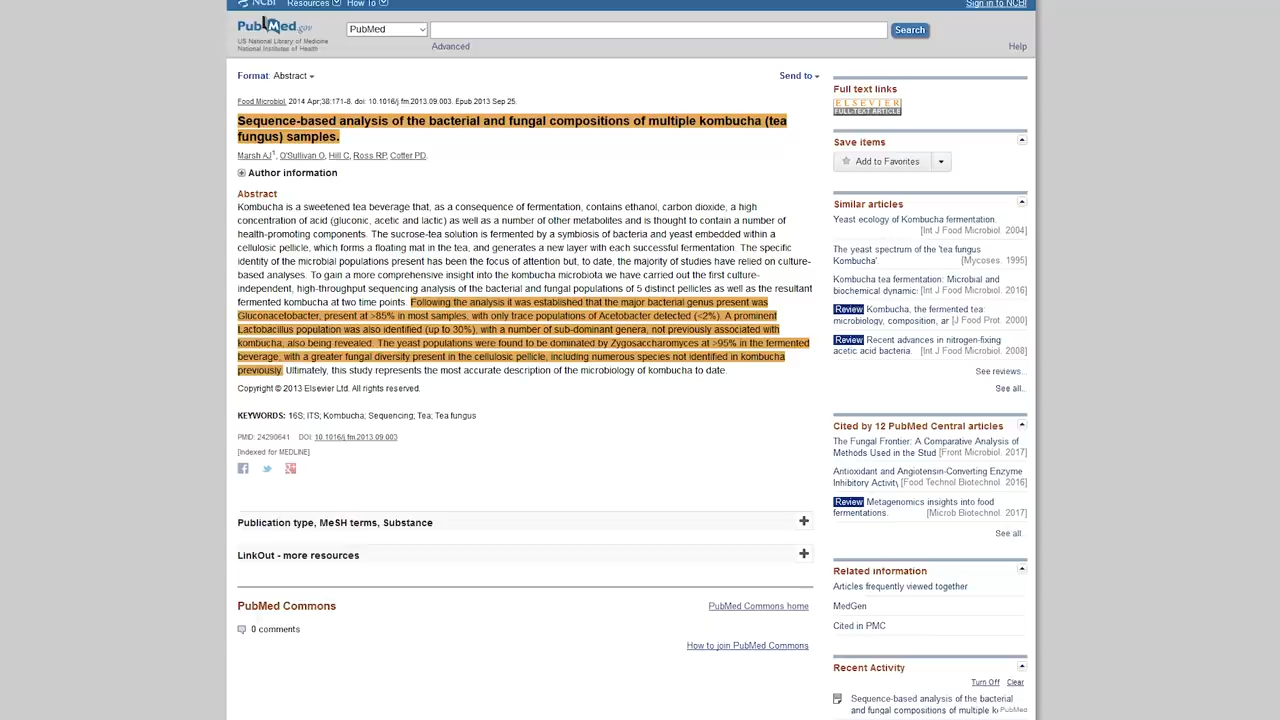 NCBI Resources How To Sign in to NCBI
PubMed.gov
US National Library of Medicine
National Institutes of Health
PubMed
Search
Advanced
Help
Format: Abstract
Send to
Food Microbiol. 2014 Apr;38:171-8. doi: 10.1016/j.fm.2013.09.003. Epub 2013 Sep 25.
Sequence-based analysis of the bacterial and fungal compositions of multiple kombucha (tea
fungus) samples.
Marsh AJ1, O'Sullivan O, Hill C, Ross RP, Cotter PD.
Author information
Abstract
Kombucha is a sweetened tea beverage that, as a consequence of fermentation, contains ethanol, carbon dioxide, a high
concentration of acid (gluconic, acetic and lactic) as well as a number of other metabolites and is thought to contain a number of
health-promoting components. The sucrose-tea solution is fermented by a symbiosis of bacteria and yeast embedded within a
cellulosic pellicle, which forms a floating mat in the tea, and generates a new layer with each successful fermentation. The specific
identity of the microbial populations present has been the focus of attention but, to date, the majority of studies have relied on culture-
based analyses. To gain a more comprehensive insight into the kombucha microbiota we have carried out the first culture-
independent, high-throughput sequencing analysis of the bacterial and fungal populations of 5 distinct pellicles as well as the resultant
fermented kombucha at two time points. Following the analysis it was established that the major bacterial genus present was
Gluconacetobacter, present at >85% in most samples, with only trace populations of Acetobacter detected (<2%). A prominent
Lactobacillus population was also identified (up to 30%), with a number of sub-dominant genera, not previously associated with
kombucha, also being revealed. The yeast populations were found to be dominated by Zygosaccharomyces at >95% in the fermented
beverage, with a greater fungal diversity present in the cellulosic pellicle, including numerous species not identified in kombucha
previously. Ultimately, this study represents the most accurate description of the microbiology of kombucha to date.
Copyright © 2013 Elsevier Ltd. All rights reserved.
KEYWORDS: 16S; ITS; Kombucha; Sequencing; Tea; Tea fungus
PMID: 24290641 DOI: 10.1016/j.fm.2013.09.003
[Indexed for MEDLINE]
Publication type, MeSH terms, Substance
LinkOut - more resources
PubMed Commons
PubMed Commons home
0 comments
How to join PubMed Commons
Full text links
ELSEVIER
FULL-TEXT ARTICLE
Save items
Add to Favorites
Similar articles
Yeast ecology of Kombucha fermentation.
[Int J Food Microbiol. 2004]
The yeast spectrum of the 'tea fungus
Kombucha'. [Mycoses. 1995]
Kombucha tea fermentation: Microbial and
biochemical dynamics [Int J Food Microbiol. 2016]
Review Kombucha, the fermented tea:
microbiology, composition, ar [J Food Prot. 2000]
Review Recent advances in nitrogen-fixing
acetic acid bacteria. [Int J Food Microbiol. 2008]
See reviews...
See all...
Cited by 12 PubMed Central articles
The Fungal Frontier: A Comparative Analysis of
Methods Used in the Stud [Front Microbiol. 2017]
Antioxidant and Angiotensin-Converting Enzyme
Inhibitory Activity [Food Technol Biotechnol. 2016]
Review Metagenomics insights into food
fermentations. [Microb Biotechnol. 2017]
See all...
Related information
Articles frequently viewed together
MedGen
Cited in PMC
Recent Activity
Turn Off Clear
Sequence-based analysis of the bacterial
and fungal compositions of multiple k PubMed